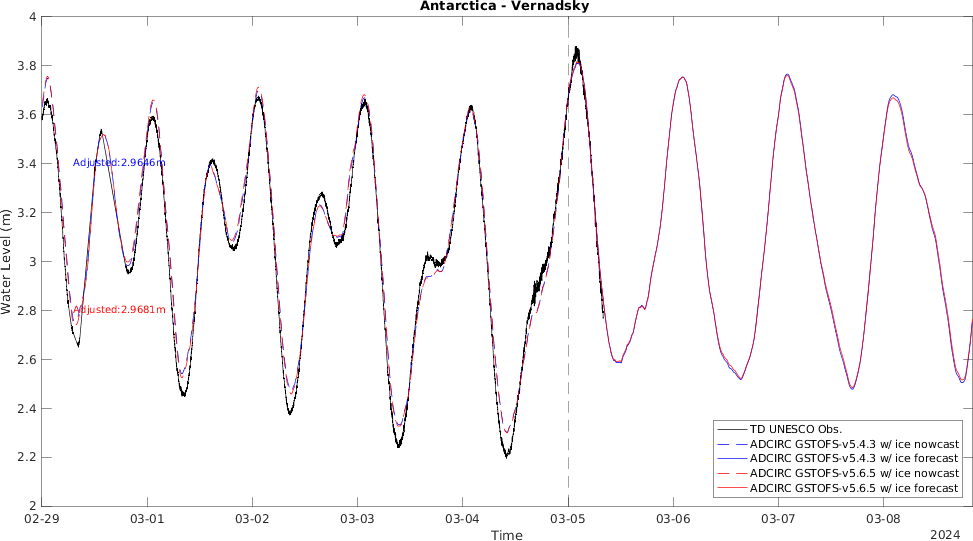 Antarctica - Vernadsky
4
3.8
3.6
3.4
3.2
3
2.8
2.6
2.4
2.2
2
Water Level (m)
Adjusted:2.9646m
Adjusted:2.9681m
TD UNESCO Obs.
ADCIRC GSTOFS-v5.4.3 w/ ice nowcast
ADCIRC GSTOFS-v5.4.3 w/ ice forecast
ADCIRC GSTOFS-v5.6.5 w/ ice nowcast
ADCIRC GSTOFS-v5.6.5 w/ ice forecast
02-29 03-01 03-02 03-03 03-04 03-05 03-06 03-07 03-08
Time
2024